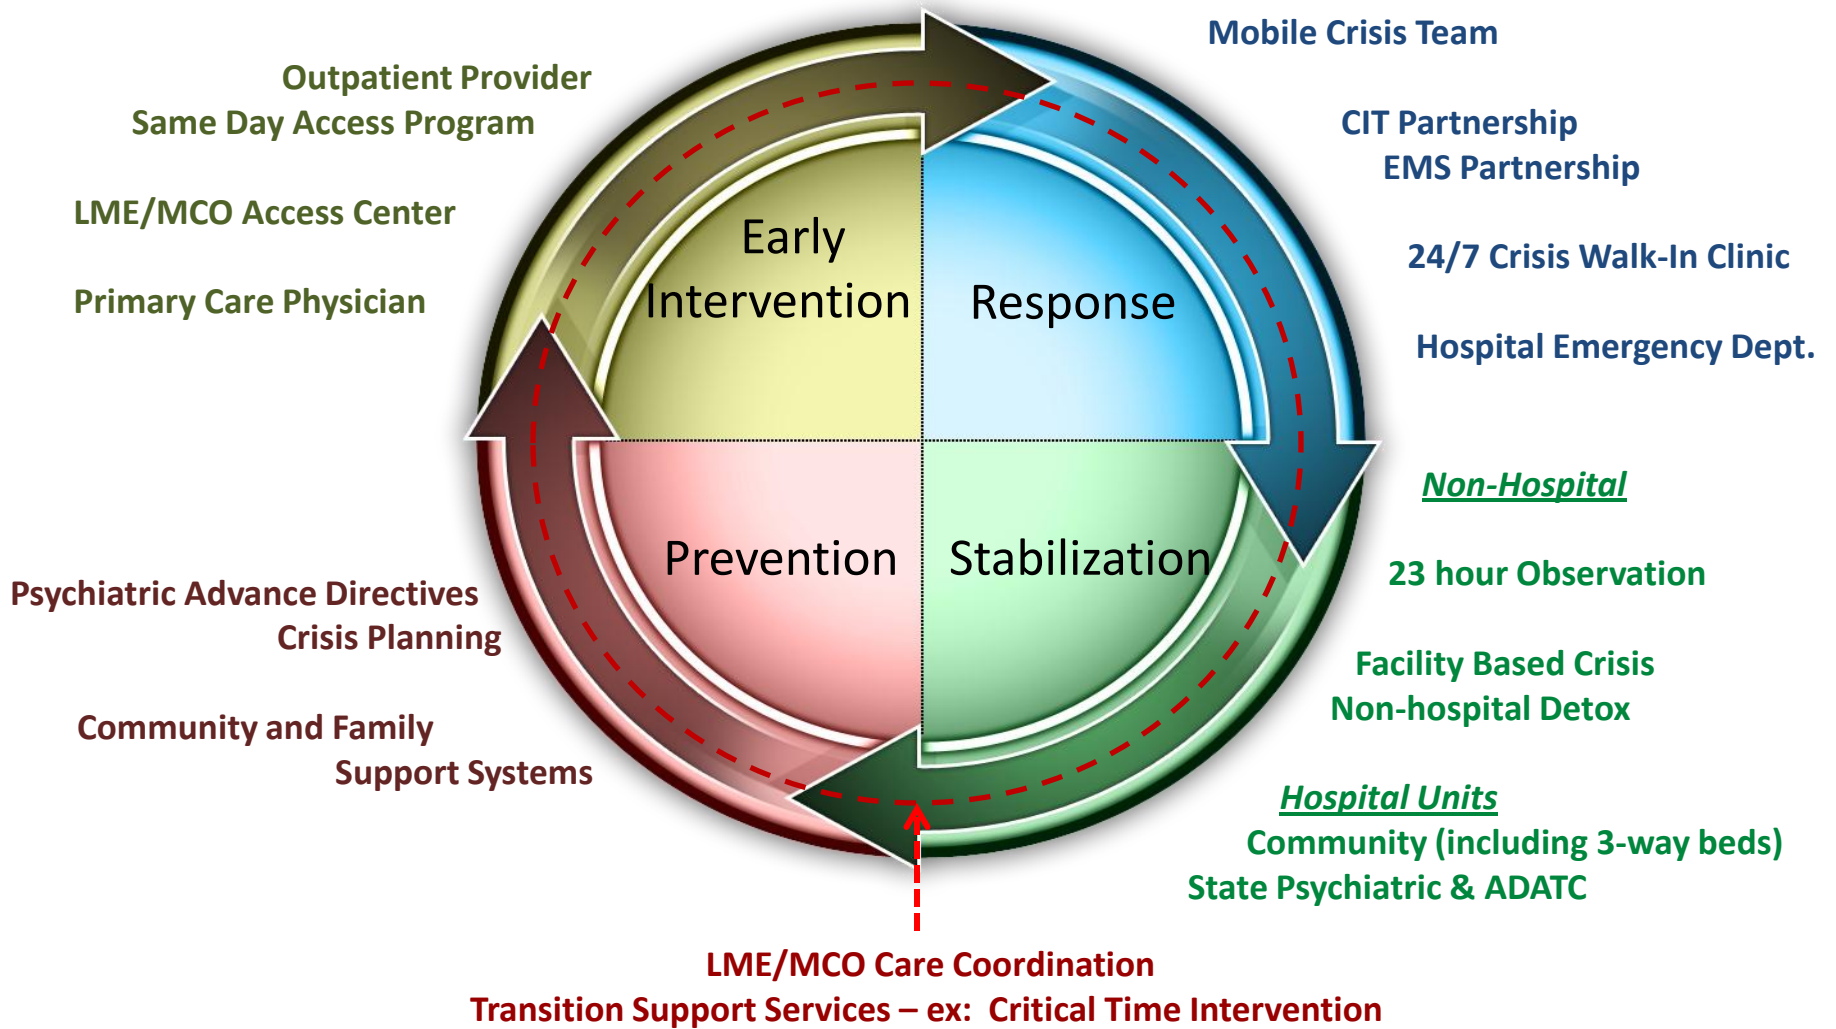 Mobile Crisis Team
Outpatient Provider
Same Day Access Program
CIT Partnership
EMS Partnership
LME/MCO Access Center
24/7 Crisis Walk-In Clinic
Primary Care Physician
Hospital Emergency Dept.
Early
Intervention
Response
Prevention
Stabilization
Non-Hospital
23 hour Observation
Facility Based Crisis
Non-hospital Detox
Hospital Units
Community (including 3-way beds)
State Psychiatric & ADATC
Psychiatric Advance Directives
Crisis Planning
Community and Family
Support Systems
LME/MCO Care Coordination
Transition Support Services – ex:  Critical Time Intervention